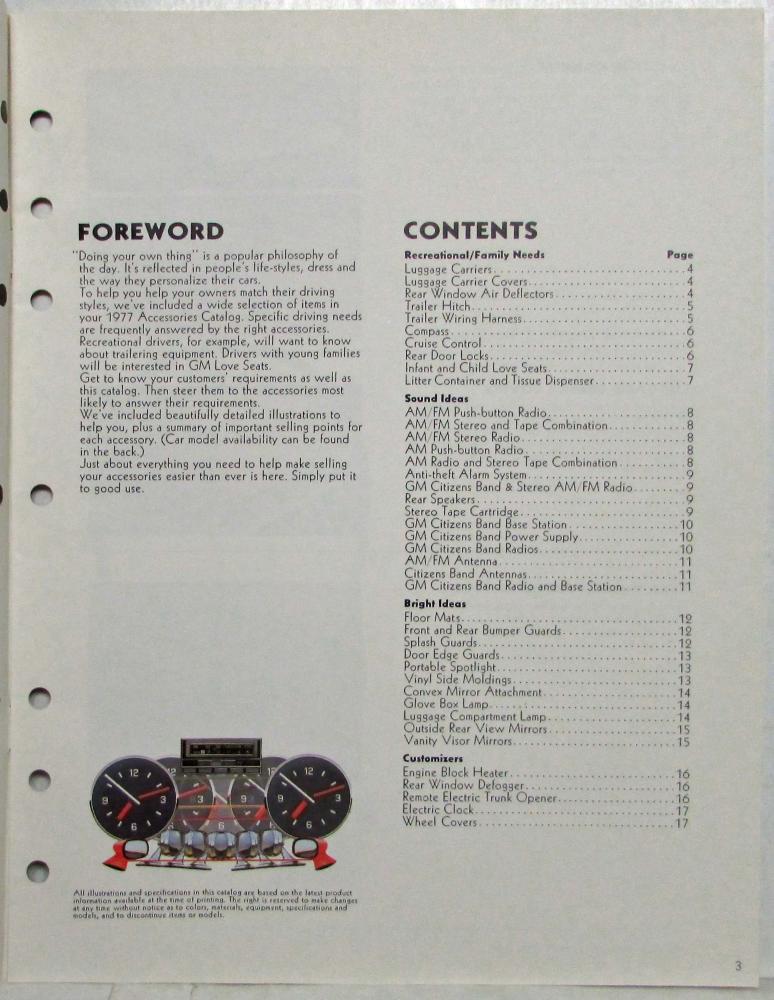 FOREWORD
"Doing your own thing" is a popular philosophy of
the day. It's reflected in people's life-styles, dress and
the way they personalize their cars.
To help you help your owners match their driving
styles, we've included a wide selection of items in
your 1977 Accessories Catalog. Specific driving needs
are frequently answered by the right accessories.
Recreational drivers, for example, will want to know
about trailering equipment. Drivers with young families
will be interested in GM Love Seats.
Get to know your customers' requirements as well as
this catalog. Then steer them to the accessories most
likely to answer their requirements.
We've included beautifully detailed illustrations to
help you, plus a summary of important selling points for
each accessory. (Car model availability can be found
in the back.)
Just about everything you need to help make selling
your accessories easier than ever is here. Simply put it
to good use.
12
3
6
9
12
3
6
9
All illustrations and specifications in this catalog are based on the latest product
information available at the time of printing. The right is reserved to make changes
at any time without notice as to colors, materials, equipment, specifications and
models, and to discontinue items or models.
CONTENTS
Recreational/Family Needs Page
Luggage Carriers 4
Luggage Carrier Covers 4
Rear Window Air Deflectors 4
Trailer Hitch 5
Trailer Wiring Harness 5
Compass 6
Cruise Control 6
Rear Door Locks 6
Infant and Child Love Seats 7
Litter Container and Tissue Dispenser 7
Sound Ideas
AM/FM Push-button Radio 8
AM/FM Stereo and Tape Combination 8
AM/FM Stereo Radio 8
AM Push-button Radio 8
AM Radio and Stereo Tape Combination 8
Anti-theft Alarm System 9
GM Citizens Band & Stereo AM/FM Radio 9
Rear Speakers 9
Stereo Tape Cartridge 9
GM Citizens Band Base Station 10
GM Citizens Band Power Supply 10
GM Citizens Band Radios 10
AM/FM Antenna 11
Citizens Band Antennas 11
GM Citizens Band Radio and Base Station 11
Bright Ideas
Floor Mats 12
Front and Rear Bumper Guards 12
Splash Guards 12
Door Edge Guards 13
Portable Spotlight 13
Vinyl Side Moldings 13
Convex Mirror Attachment 14
Glove Box Lamp 14
Luggage Compartment Lamp 14
Outside Rear View Mirrors 15
Vanity Visor Mirrors 15
Customizers
Engine Block Heater 16
Rear Window Defogger 16
Remote Electric Trunk Opener 16
Electric Clock 17
Wheel Covers 17
3